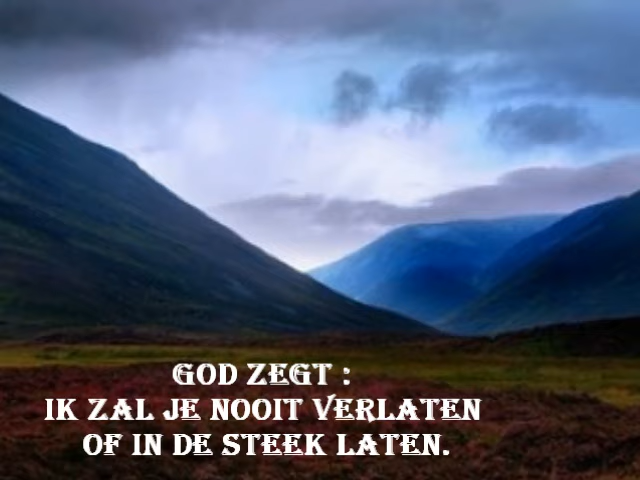 GOD ZEGT :
IK ZAL JE NOOIT VERLATEN
OF IN DE STEEK LATEN.